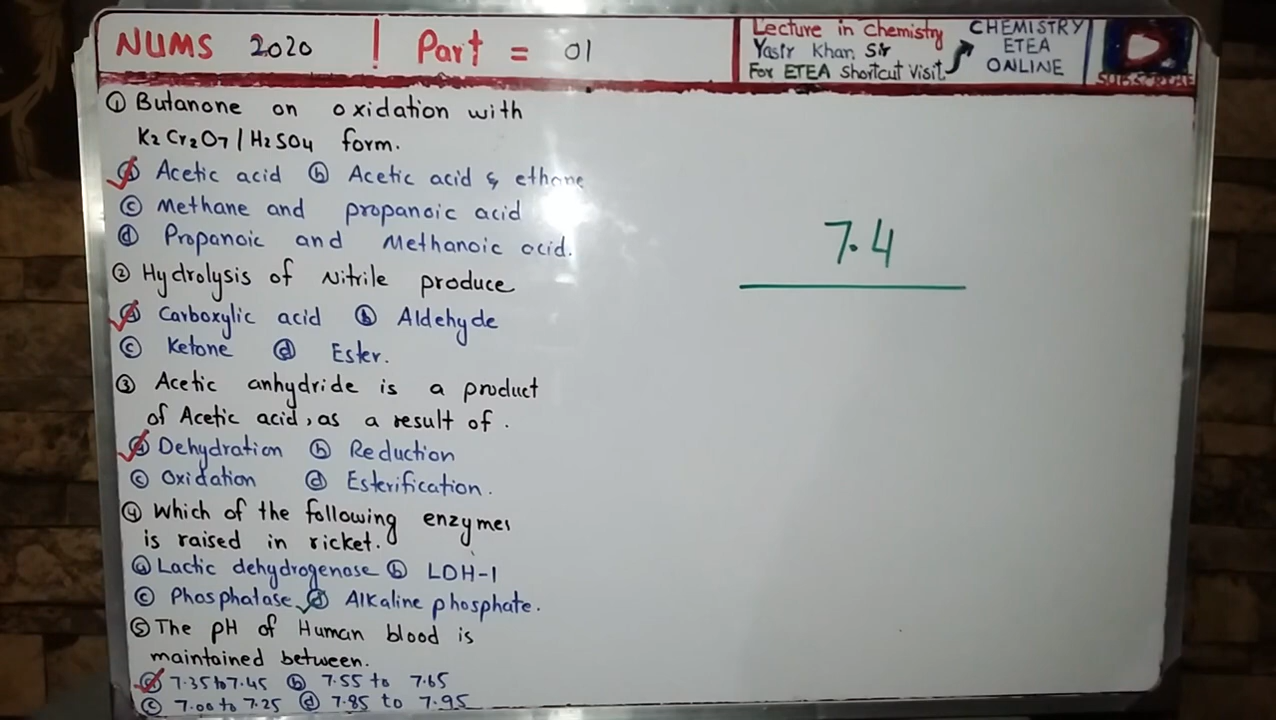 NUMS 2020 ! Part = 01
Lecture in Chemistry
Yasir Khan Sir
For ETEA Shortcut Visit
CHEMISTRY
ETEA
ONLINE
SUBSCRIBE
① Butanone on oxidation with
K2Cr2O7/H2SO4 form.
ⓐ Acetic acid ⓑ Acetic acid & ethane
ⓒ Methane and propanoic acid
ⓓ Propanoic and Methanoic acid.
② Hydrolysis of Nitrile produce
ⓐ Carboxylic acid ⓑ Aldehyde
ⓒ Ketone ⓓ Ester.
③ Acetic anhydride is a product
of Acetic acid, as a result of.
ⓐ Dehydration ⓑ Reduction
ⓒ Oxidation ⓓ Esterification.
④ Which of the following enzymes
is raised in ricket.
ⓐ Lactic dehydrogenase ⓑ LDH-1
ⓒ Phosphatase ⓓ Alkaline phosphate.
⑤ The pH of Human blood is
maintained between.
ⓐ 7.35 to 7.45 ⓑ 7.55 to 7.65
ⓒ 7.00 to 7.25 ⓓ 7.85 to 7.95
7.4